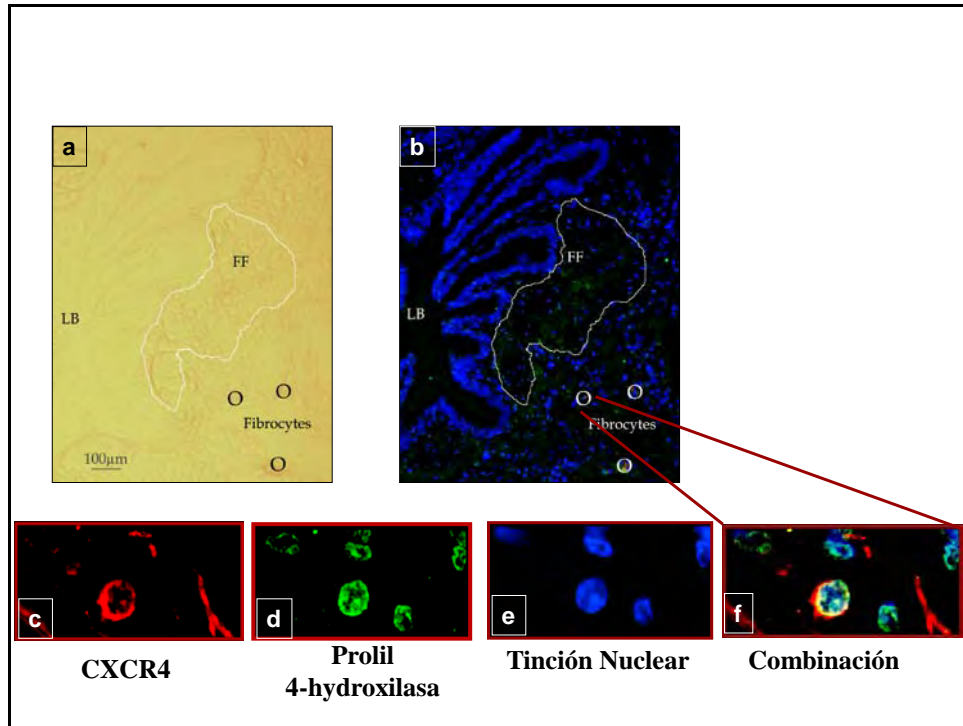 a
FF
LB
Fibrocytes
100µm
b
FF
LB
Fibrocytes
c
d
e
f
CXCR4
Prolil
4-hydroxilasa
Tinción Nuclear
Combinación